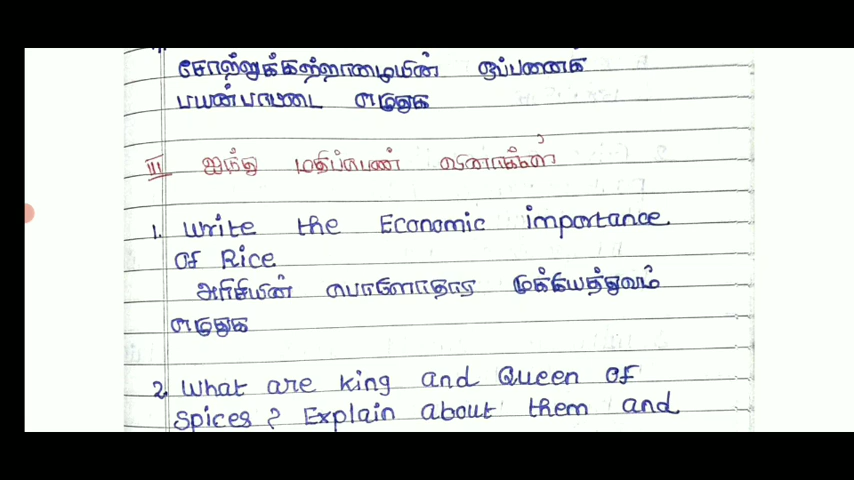 சோற்றுக்கற்றாழையின் ஒப்பனைக்
பயன்பாட்டை எழுதுக
III ஐந்து மதிப்பெண் வினாக்கள்
1. Write the Economic importance
of Rice
அரிசியின் பொளோதார முக்கியத்துவம்
எழுதுக
2. What are king and Queen of
Spices? Explain about them and